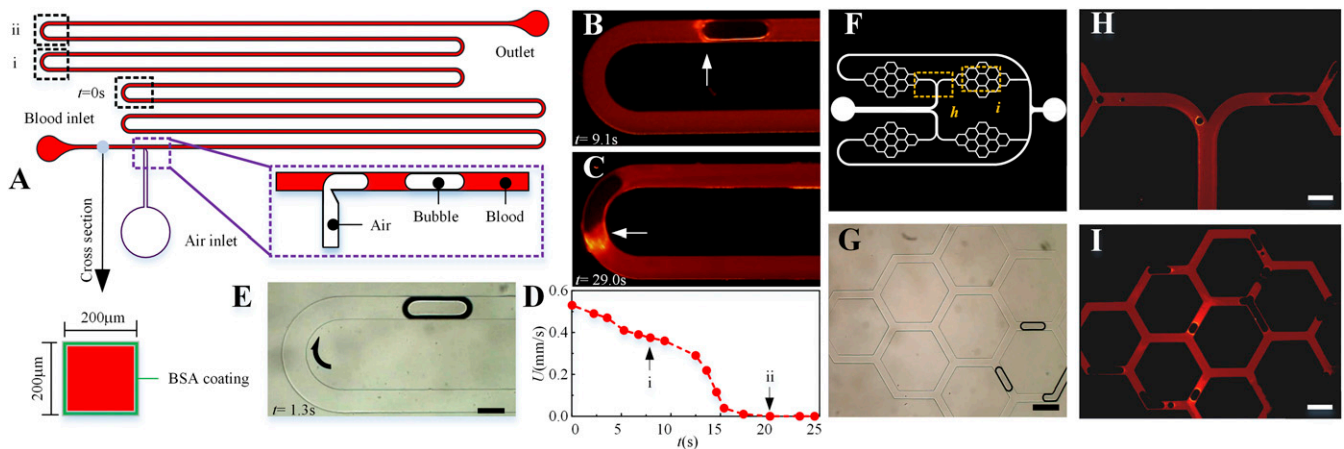 ii
i
t=0s
Outlet
Blood inlet
A
Air
Bubble
Blood
Air inlet
Cross section
200μm
200μm
BSA coating
B
t= 9.1s
C
t= 29.0s
D
U(mm/s)
0.6
0.4
0.2
0.0
i
ii
0
5
10
15
20
25
t(s)
E
t= 1.3s
F
h
i
G
H
I